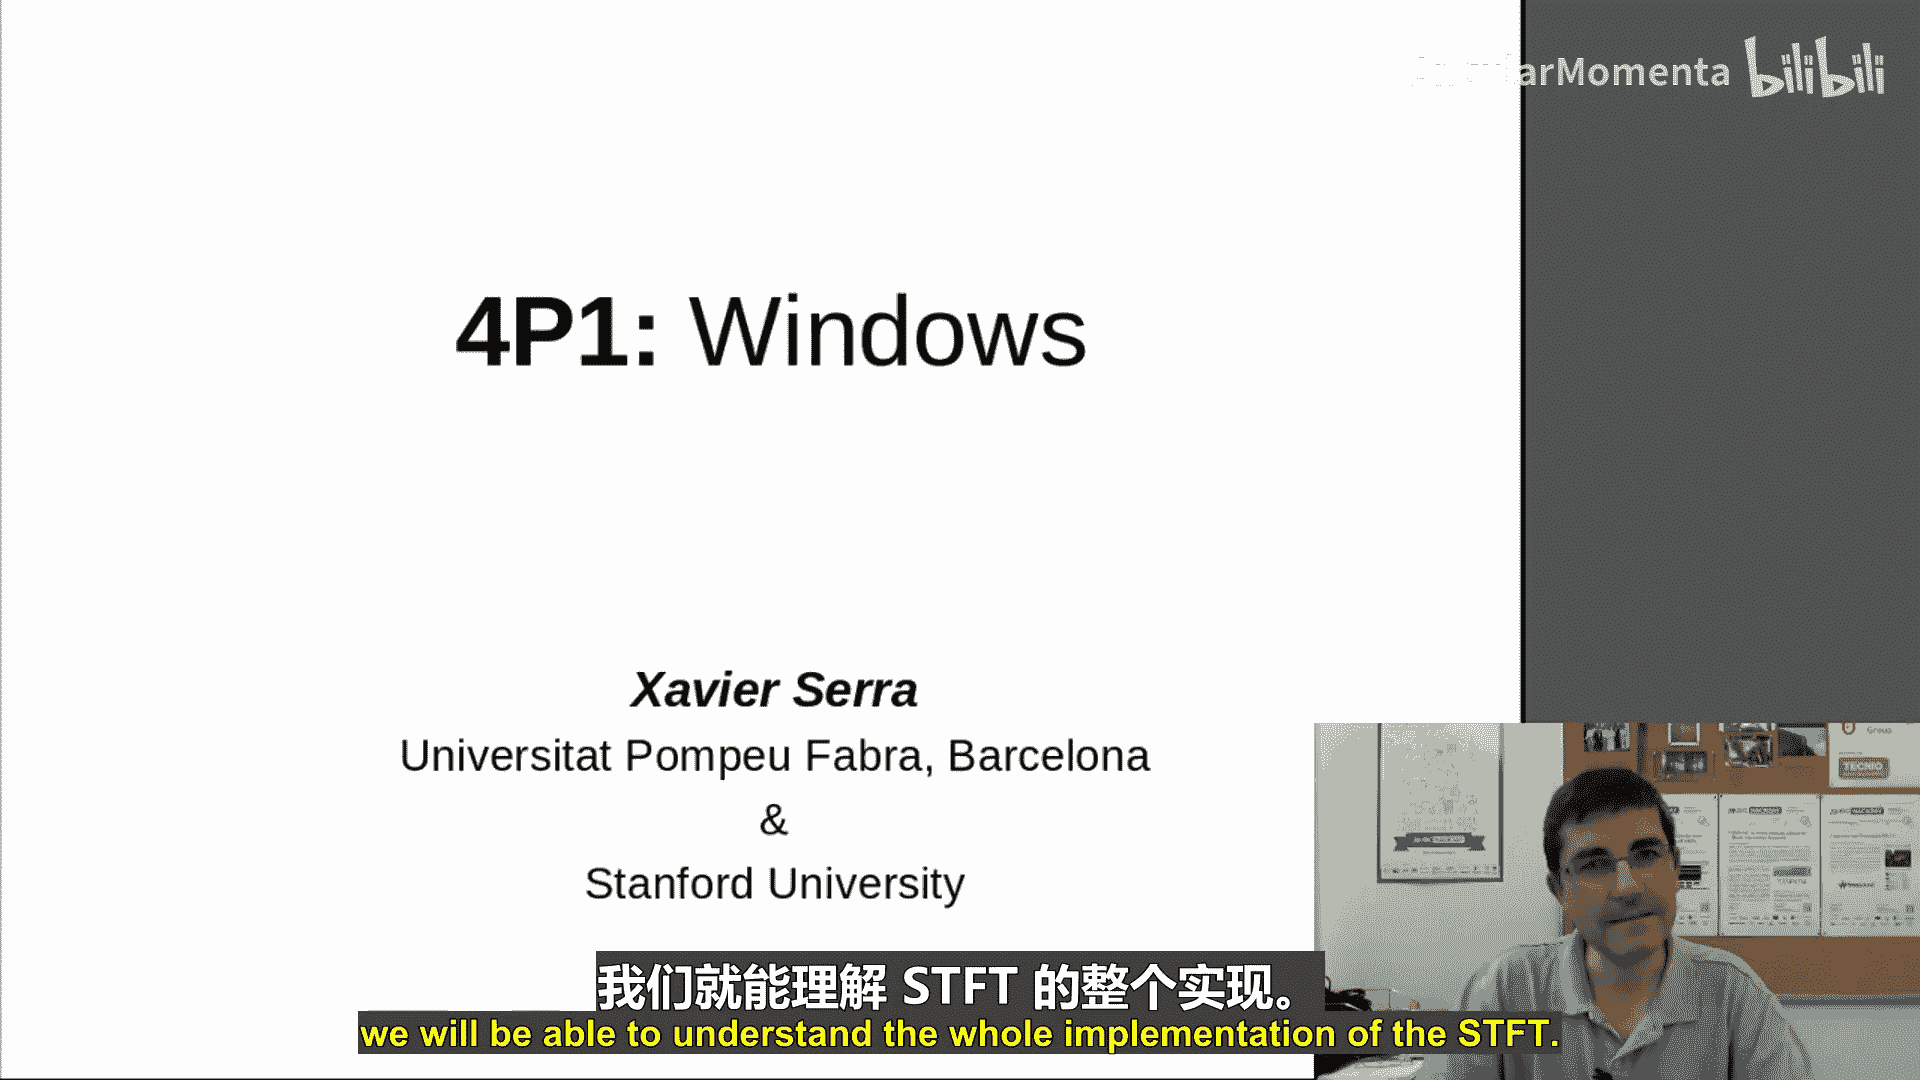 arMomenta bilibili
4P1: Windows
Xavier Serra
Universitat Pompeu Fabra, Barcelona
&
Stanford University
TECNIO
我们就能理解 STFT 的整个实现。
we will be able to understand the whole implementation of the STFT.